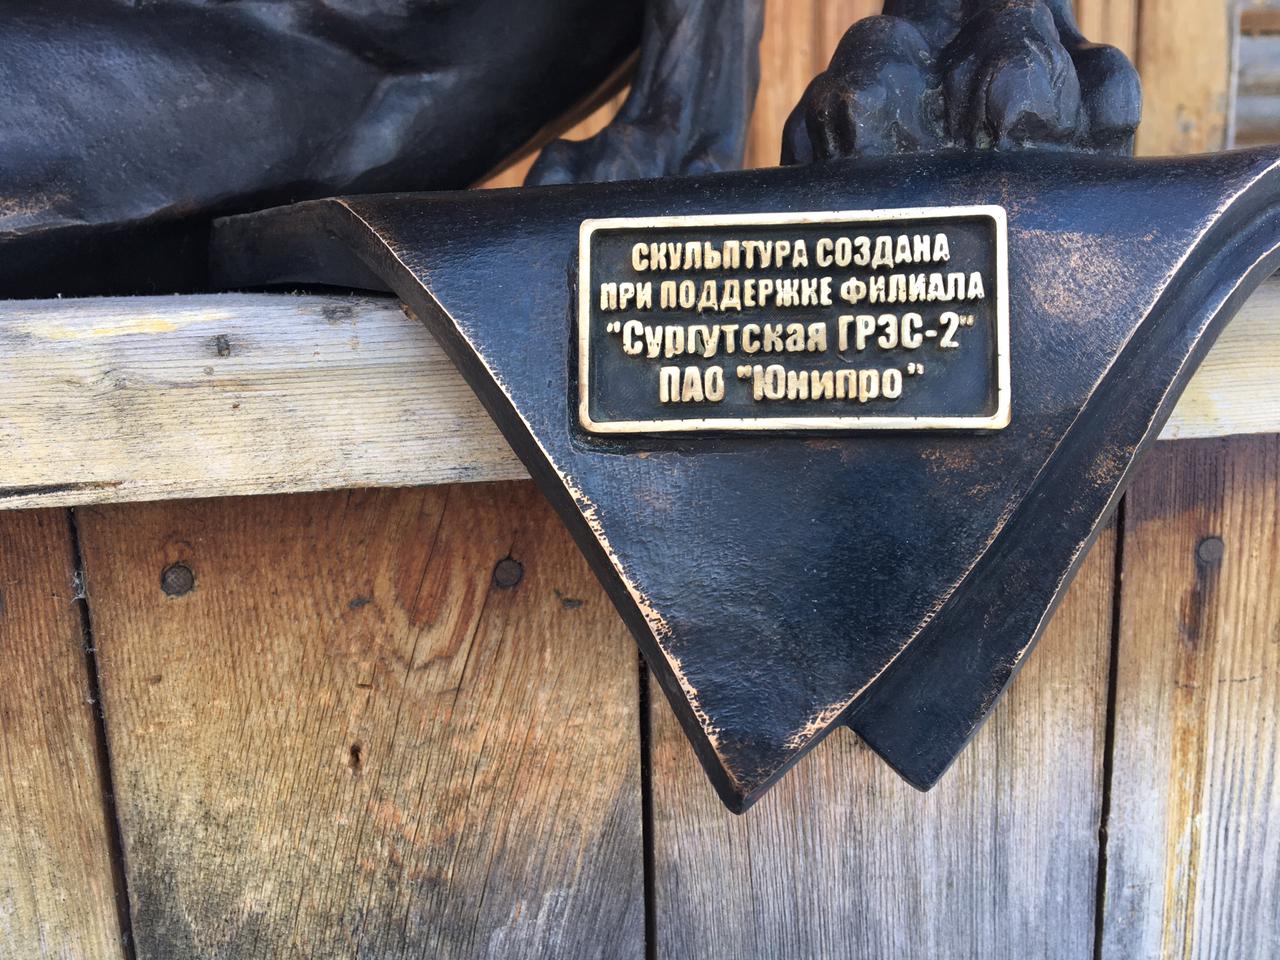 СКУЛЬПТУРА СОЗДАНА
ПРИ ПОДДЕРЖКЕ ФИЛИАЛА
"Сургутская ГРЭС-2"
ПАО "Юнипро"